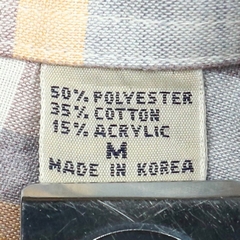 50% POLYESTER
35% COTTON
15% ACRYLIC
M
MADE IN KOREA